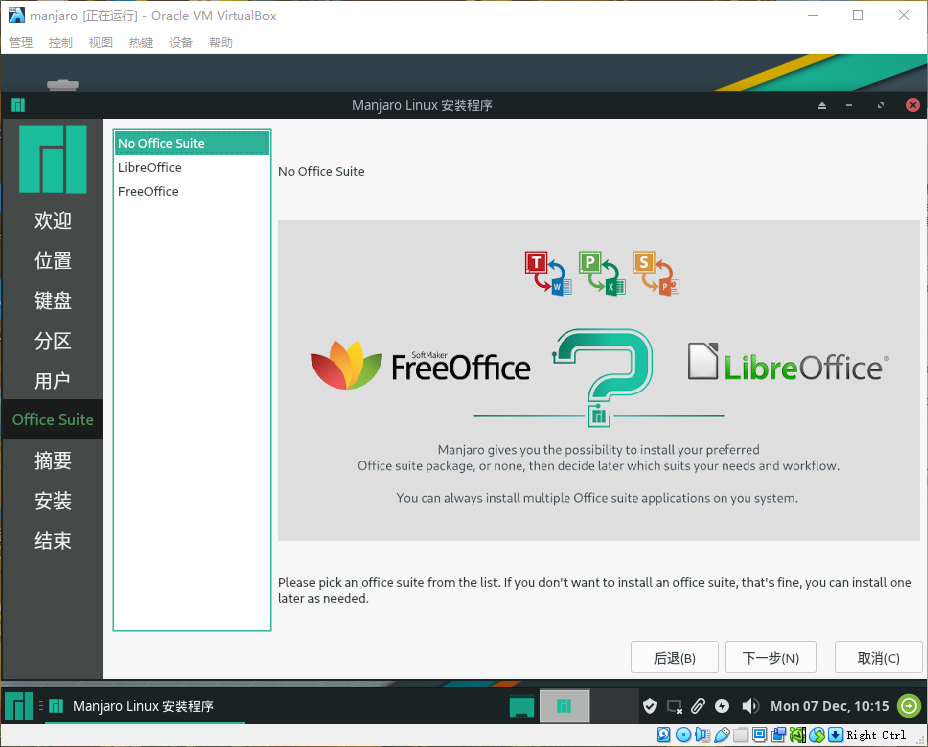 manjaro [正在运行] - Oracle VM VirtualBox
管理 控制 视图 热键 设备 帮助
Manjaro Linux 安装程序
欢迎
位置
键盘
分区
用户
Office Suite
摘要
安装
结束
No Office Suite
LibreOffice
FreeOffice
No Office Suite
T W P X S P
SoftMaker
FreeOffice
?
LibreOffice®
Manjaro gives you the possibility to install your preferred
Office suite package, or none, then decide later which suits your needs and workflow.
You can always install multiple Office suite applications on you system.
Please pick an office suite from the list. If you don't want to install an office suite, that's fine, you can install one
later as needed.
后退(B) 下一步(N) 取消(C)
Manjaro Linux 安装程序
Mon 07 Dec, 10:15
Right Ctrl